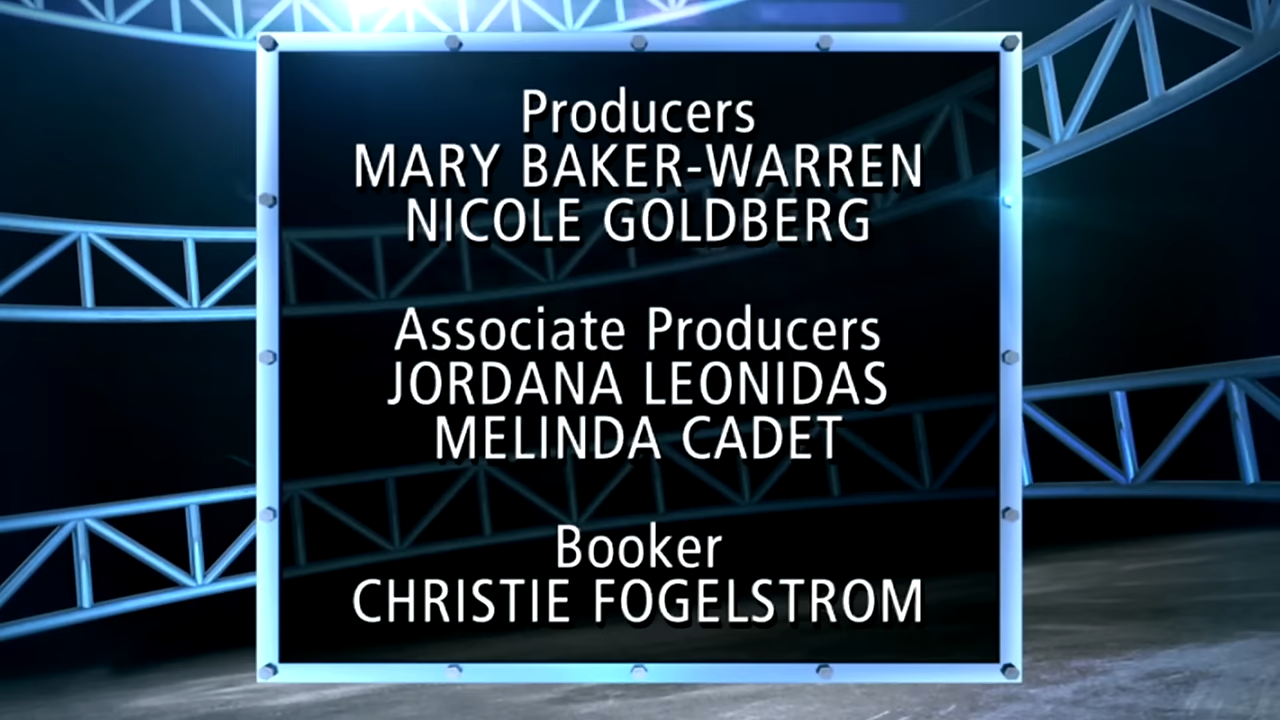 Producers
MARY BAKER-WARREN
NICOLE GOLDBERG
Associate Producers
JORDANA LEONIDAS
MELINDA CADET
Booker
CHRISTIE FOGELSTROM